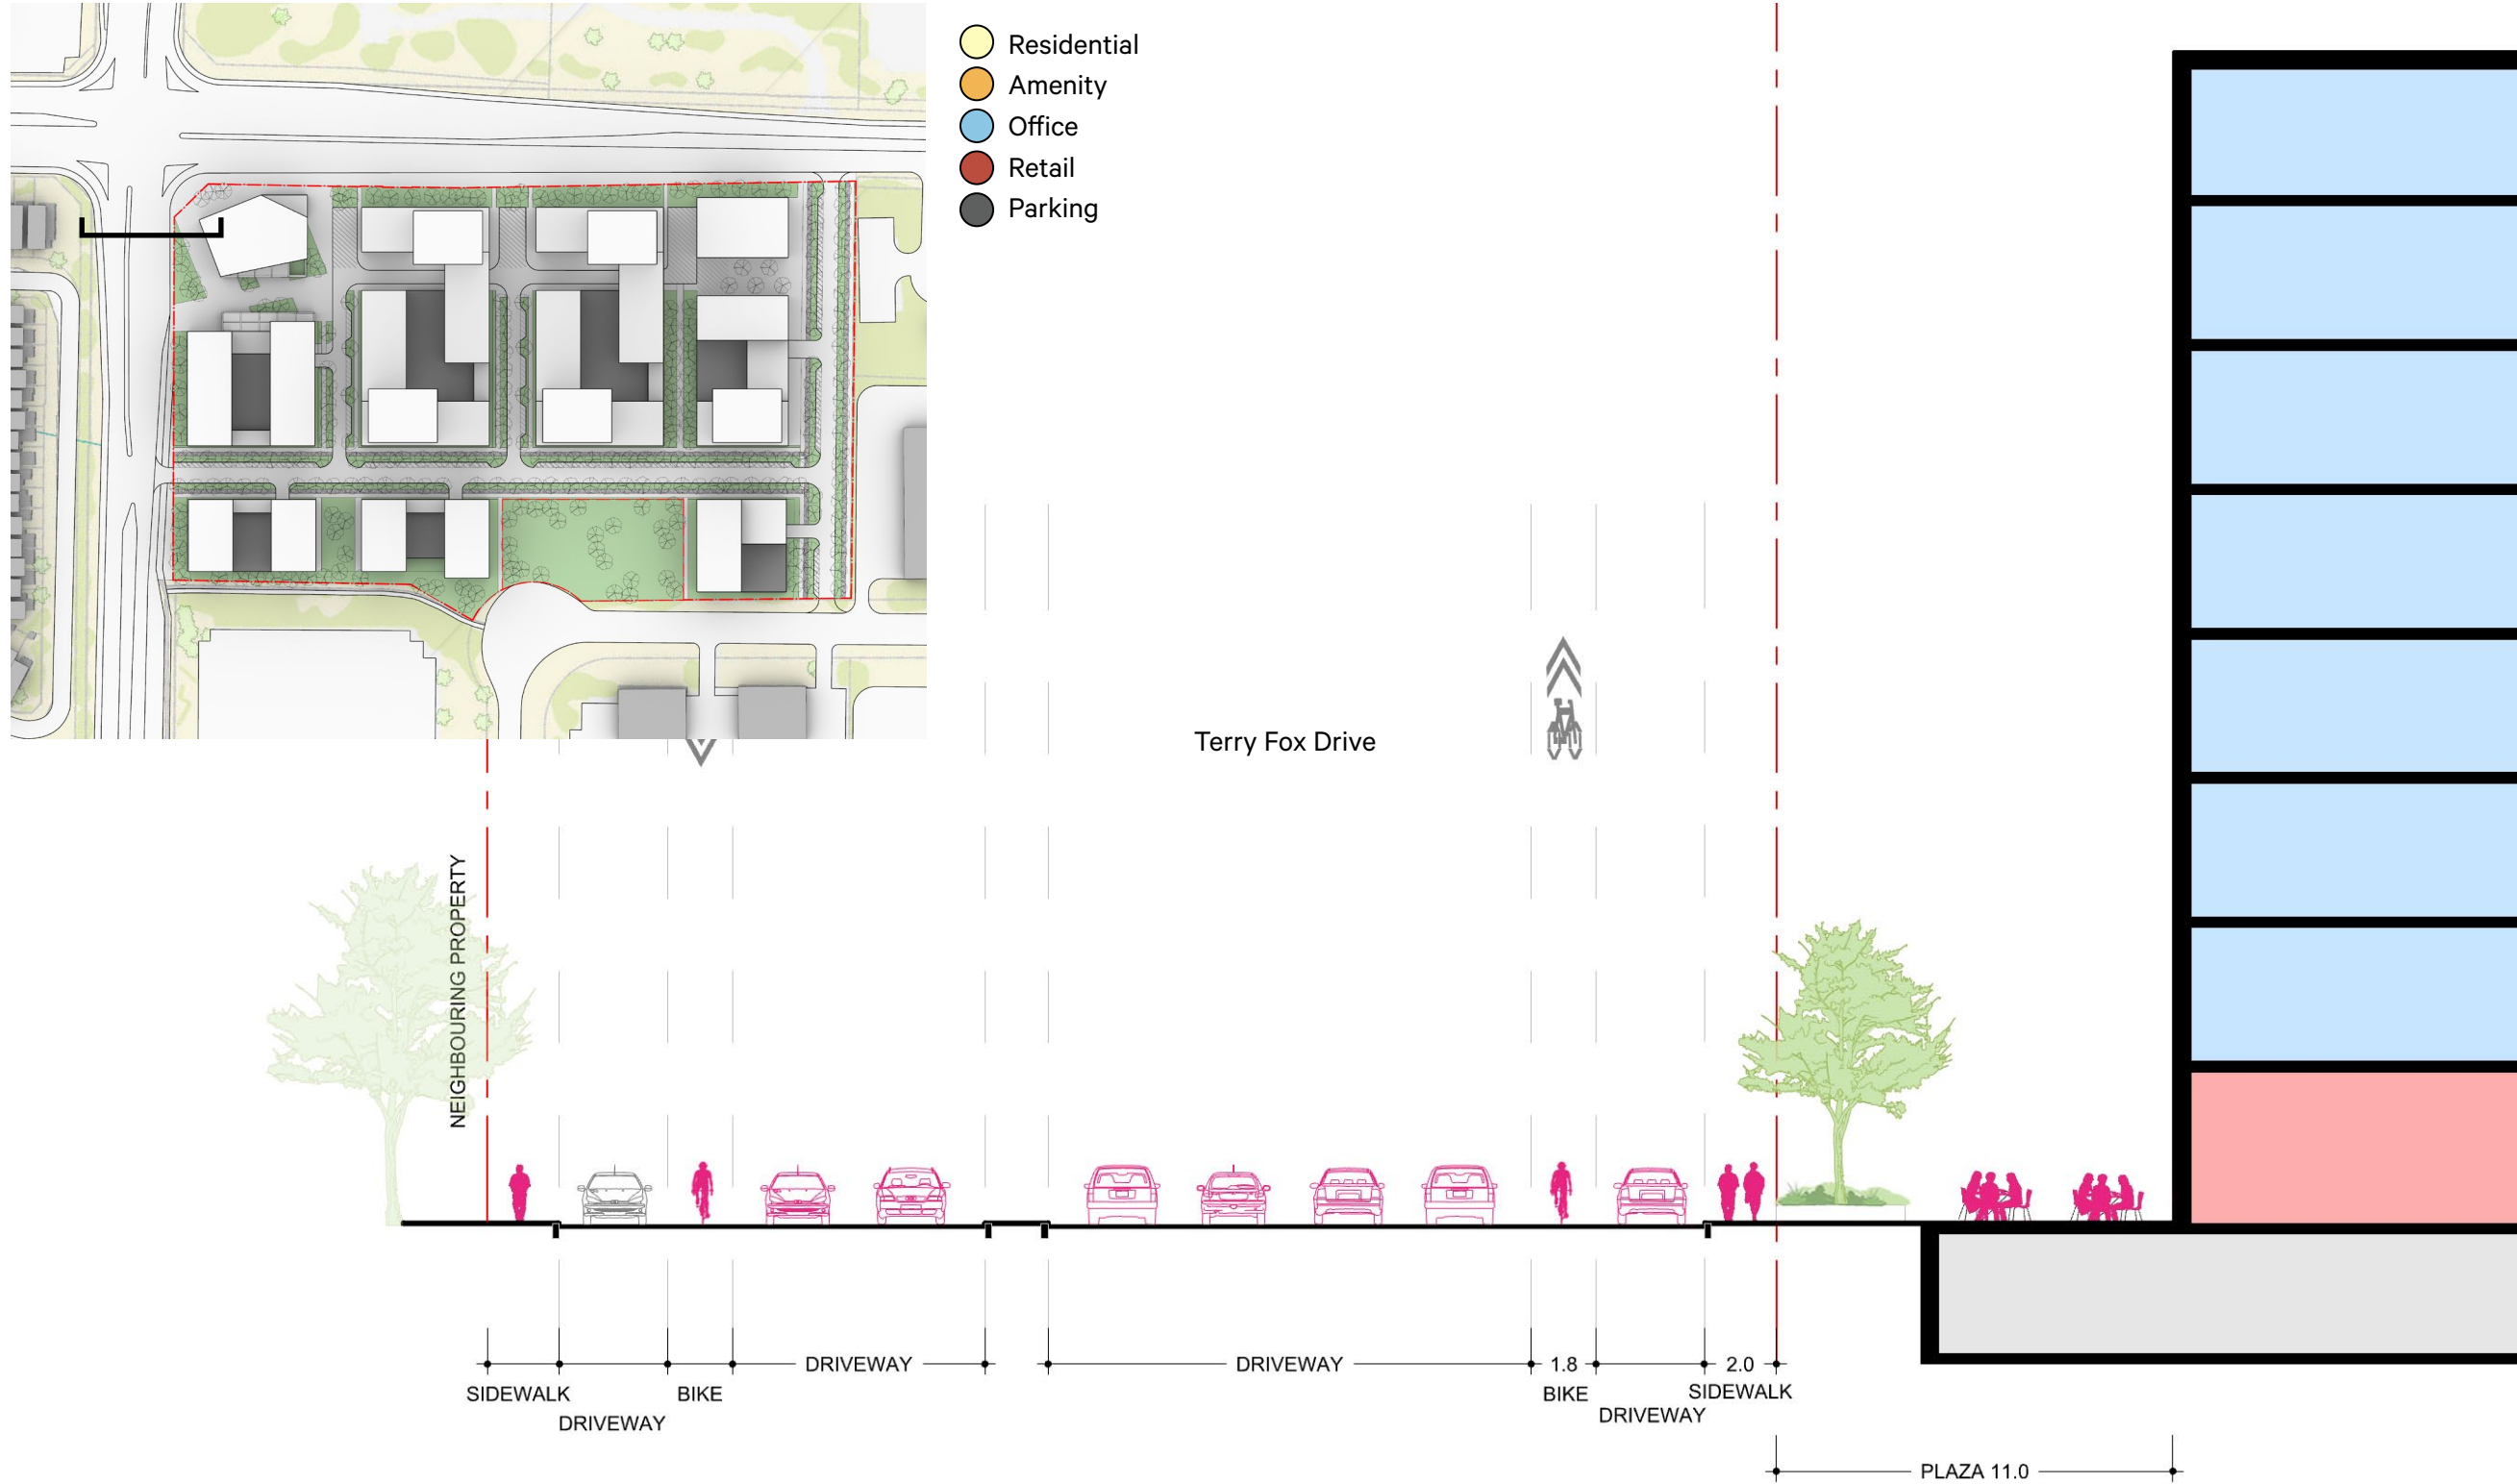 Residential
Amenity
Office
Retail
Parking
Terry Fox Drive
NEIGHBOURING PROPERTY
DRIVEWAY
DRIVEWAY
1.8
2.0
SIDEWALK
BIKE
BIKE
SIDEWALK
DRIVEWAY
DRIVEWAY
PLAZA 11.0